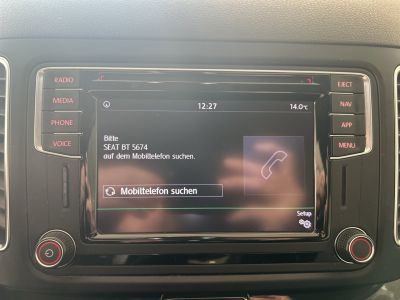 RADIO
MEDIA
PHONE
VOICE
12:27
14.0°C
Bitte
SEAT BT 5674
auf dem Mobiltelefon suchen.
Mobiltelefon suchen
Setup
EJECT
NAV
APP
MENU